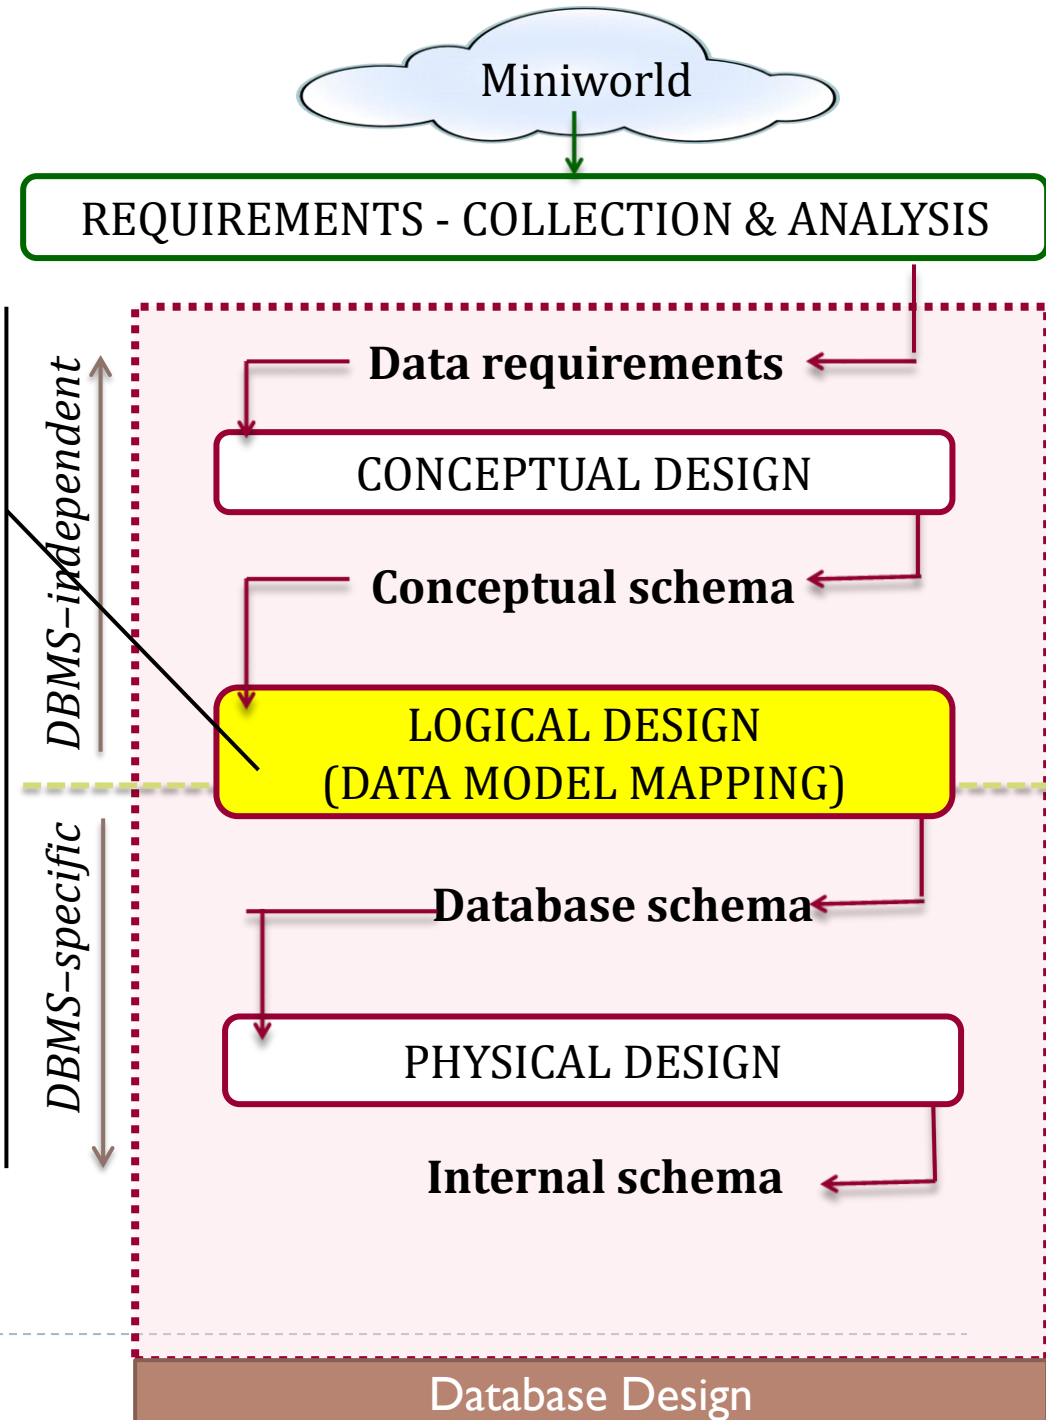 Miniworld
REQUIREMENTS - COLLECTION & ANALYSIS
Data requirements
CONCEPTUAL DESIGN
Conceptual schema
DBMS–independent
LOGICAL DESIGN
(DATA MODEL MAPPING)
DBMS–specific
Database schema
PHYSICAL DESIGN
Internal schema
Database Design